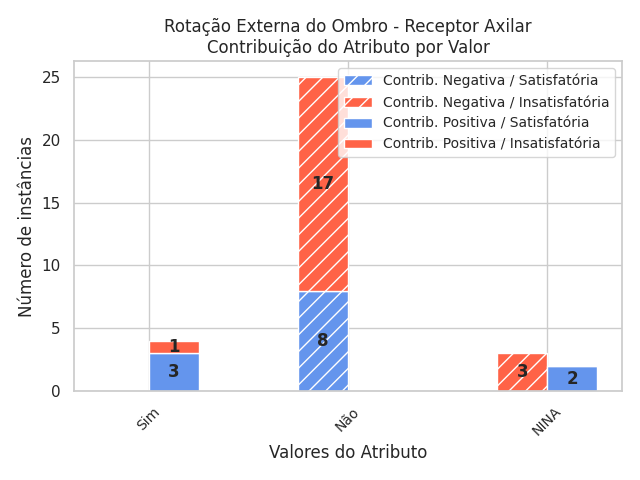 Rotação Externa do Ombro - Receptor Axilar
Contribuição do Atributo por Valor
Contrib. Negativa / Satisfatória
Contrib. Negativa / Insatisfatória
Contrib. Positiva / Satisfatória
Contrib. Positiva / Insatisfatória
Número de instâncias
25
20
15
10
5
0
1
3
17
8
3
2
Sim
Não
NINA
Valores do Atributo